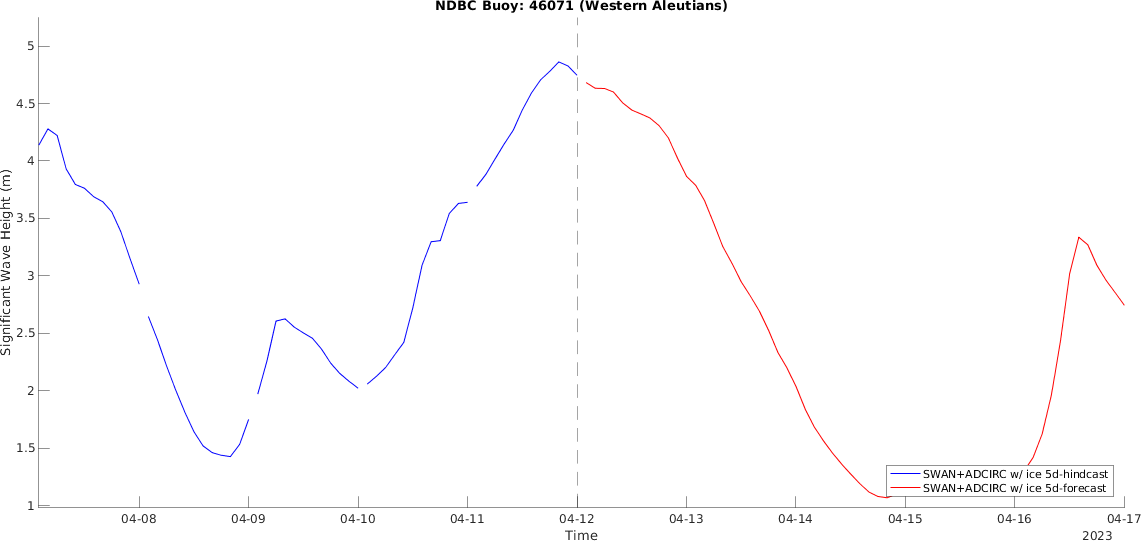 NDBC Buoy: 46071 (Western Aleutians)
5
4.5
4
3.5
3
2.5
2
1.5
1
Significant Wave Height (m)
SWAN+ADCIRC w/ ice 5d-hindcast
SWAN+ADCIRC w/ ice 5d-forecast
04-08 04-09 04-10 04-11 04-12 04-13 04-14 04-15 04-16 04-17
Time
2023